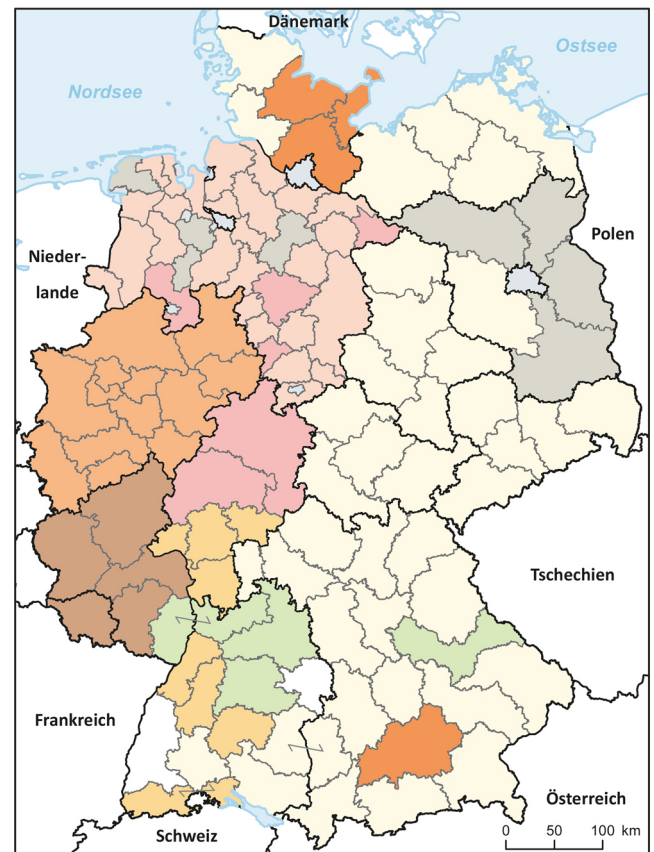 Dänemark
Ostsee
Nordsee
Polen
Nieder-
lande
Tschechien
Frankreich
Österreich
Schweiz
0 50 100 km